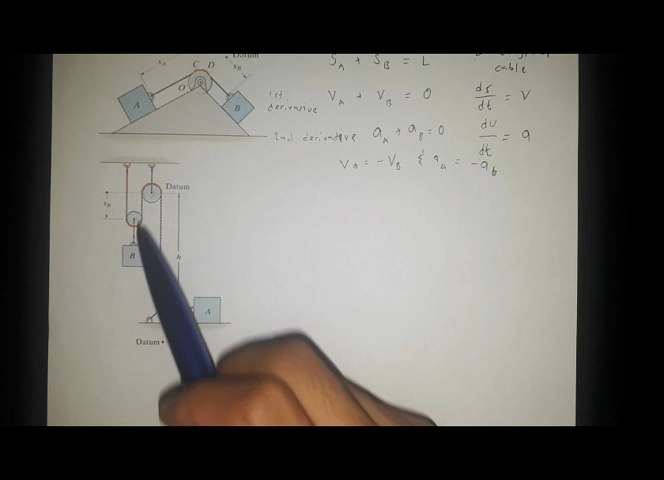 Datum
s_A
C D
s_B
O
A
B
S_A + S_B = L
cable
1st derivative
V_A + V_B = 0
ds/dt = V
2nd derivative
a_A + a_B = 0
dv/dt = a
V_A = -V_B & a_A = -a_B
Datum
s_B
h
B
A
Datum